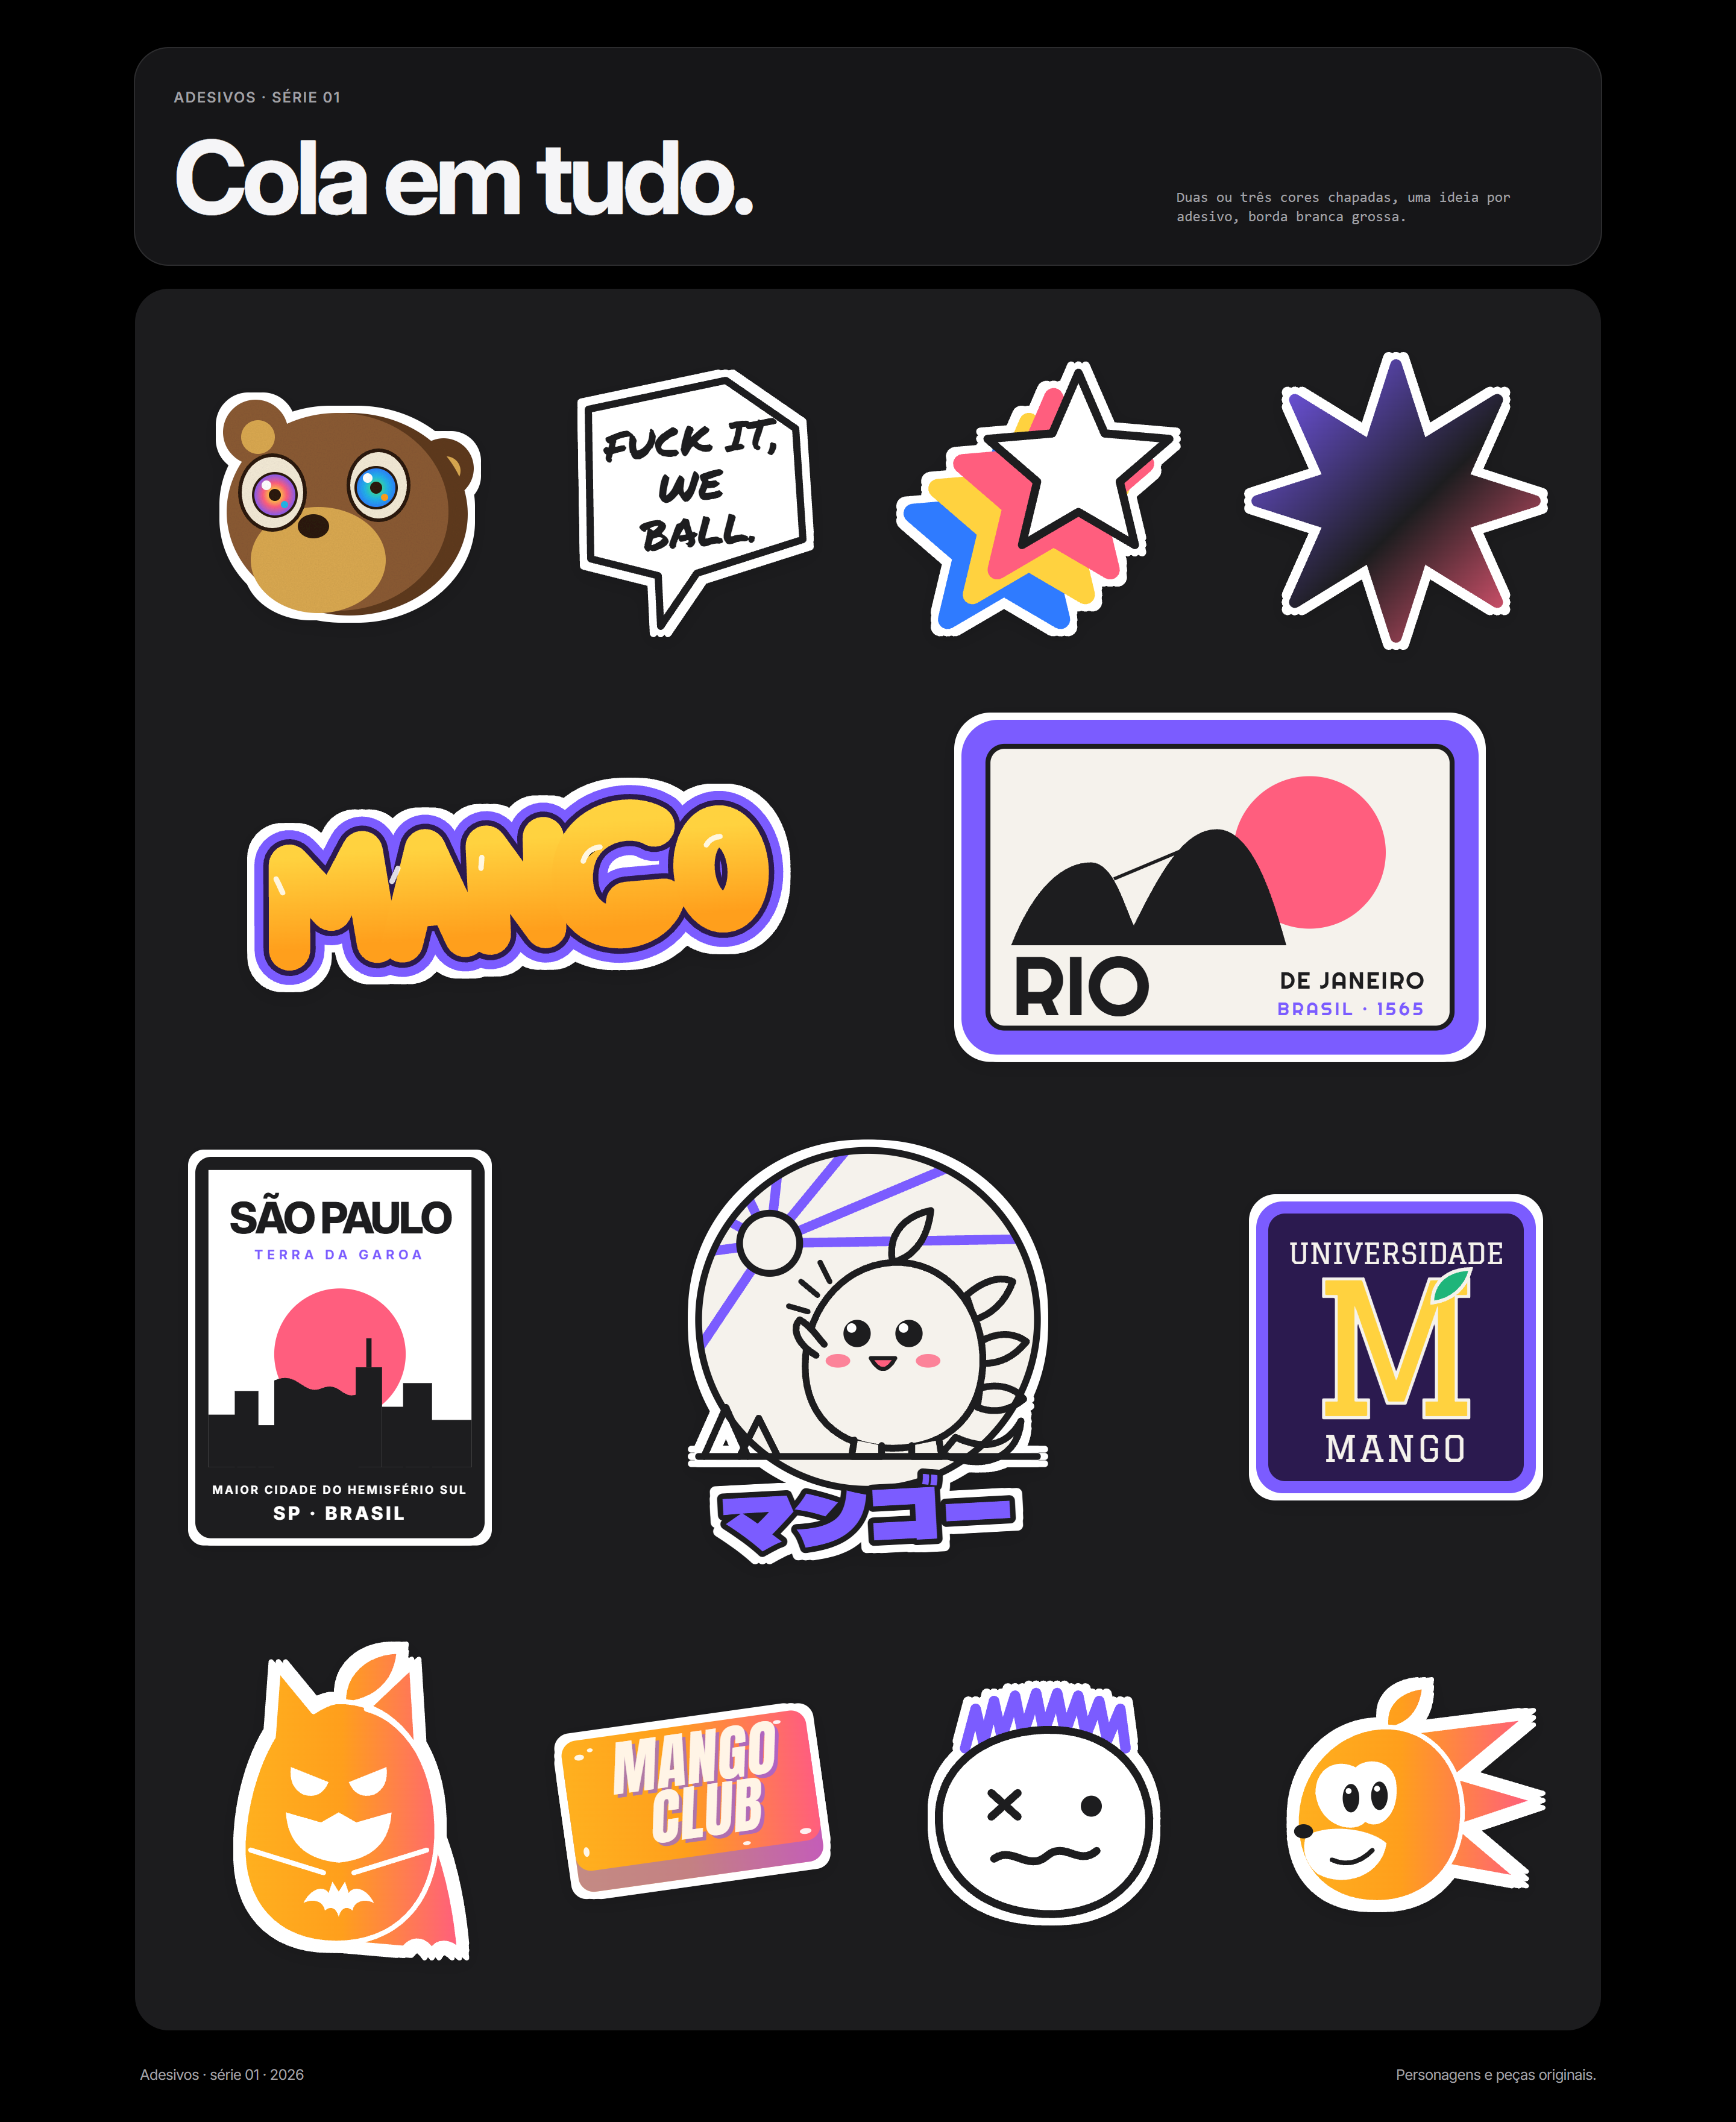 ADESIVOS · SÉRIE 01
Cola em tudo.
Duas ou três cores chapadas, uma ideia por
adesivo, borda branca grossa.
FUCK IT,
WE
BALL.
MANGO
RIO
DE JANEIRO
BRASIL · 1565
SÃO PAULO
TERRA DA GAROA
MAIOR CIDADE DO HEMISFÉRIO SUL
SP · BRASIL
マンゴー
UNIVERSIDADE
M
MANGO
MANGO
CLUB
Adesivos · série 01 · 2026
Personagens e peças originais.